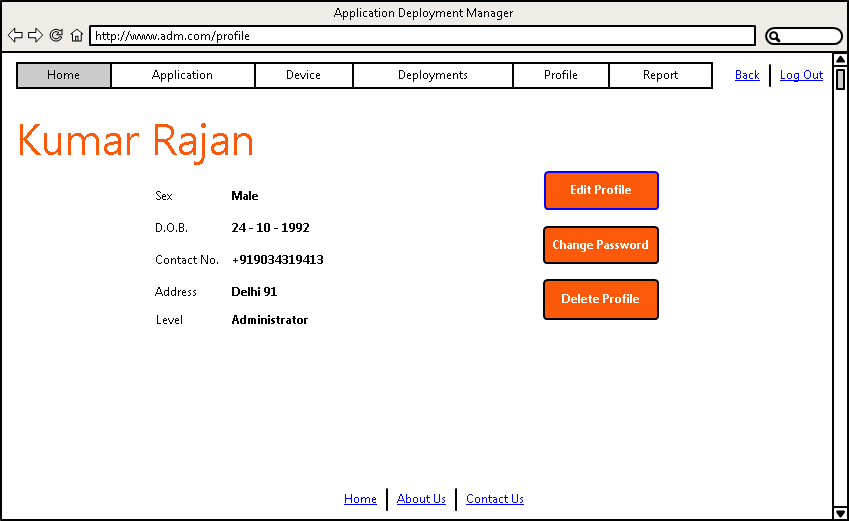 Application Deployment Manager
http://www.adm.com/profile
Home Application Device Deployments Profile Report Back Log Out
Kumar Rajan
Sex Male
D.O.B. 24 - 10 - 1992
Contact No. +919034319413
Address Delhi 91
Level Administrator
Edit Profile
Change Password
Delete Profile
Home About Us Contact Us